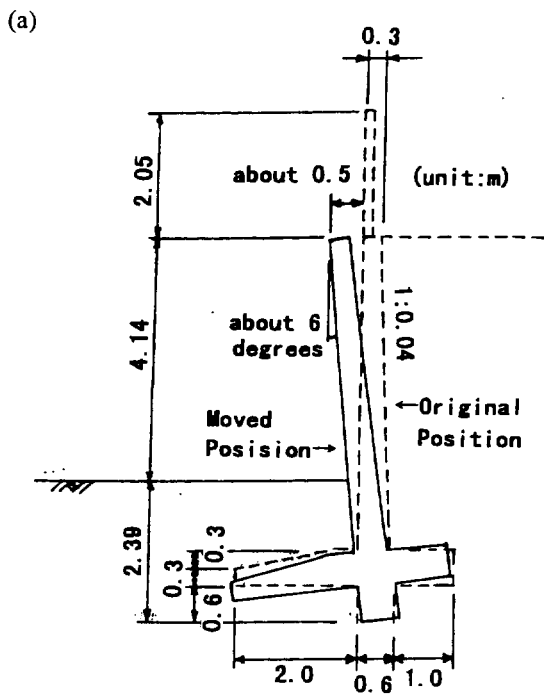 (a)
0.3
2.05
about 0.5
(unit:m)
4.14
about 6
degrees
1:0.04
←Original
Position
Moved
Posision→
2.39
0.3
0.3
0.6
2.0
0.6
1.0